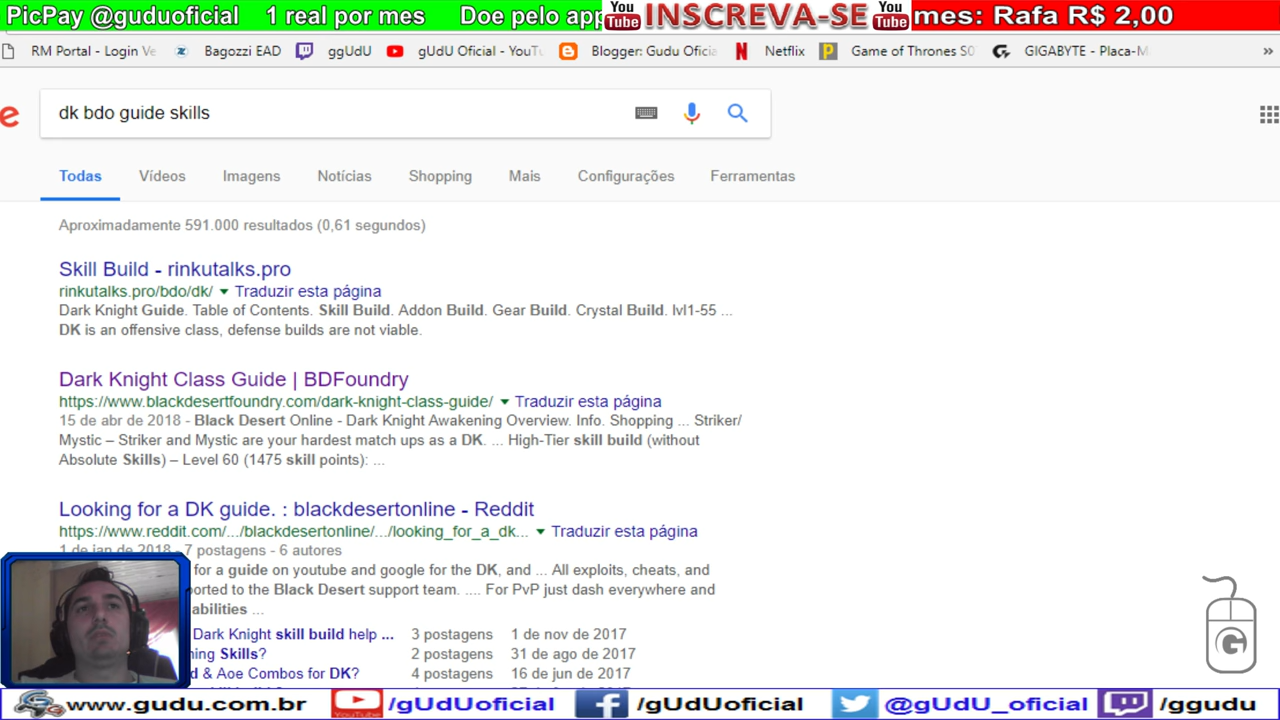 PicPay @guduoficial 1 real por mes Doe pelo app You Tube INSCREVA-SE You Tube mes: Rafa R$ 2,00
RM Portal - Login Ve Bagozzi EAD ggUdU gUdU Oficial - YouTu Blogger: Gudu Oficia Netflix Game of Thrones S0 GIGABYTE - Placa-M »
e dk bdo guide skills
Todas Vídeos Imagens Notícias Shopping Mais Configurações Ferramentas
Aproximadamente 591.000 resultados (0,61 segundos)
Skill Build - rinkutalks.pro
rinkutalks.pro/bdo/dk/ Traduzir esta página
Dark Knight Guide. Table of Contents. Skill Build. Addon Build. Gear Build. Crystal Build. lvl1-55 ...
DK is an offensive class, defense builds are not viable.
Dark Knight Class Guide | BDFoundry
https://www.blackdesertfoundry.com/dark-knight-class-guide/ Traduzir esta página
15 de abr de 2018 - Black Desert Online - Dark Knight Awakening Overview. Info. Shopping ... Striker/
Mystic – Striker and Mystic are your hardest match ups as a DK. ... High-Tier skill build (without
Absolute Skills) – Level 60 (1475 skill points): ...
Looking for a DK guide. : blackdesertonline - Reddit
https://www.reddit.com/.../blackdesertonline/.../looking_for_a_dk... Traduzir esta página
1 de jan de 2018 - 7 postagens - 6 autores
for a guide on youtube and google for the DK, and ... All exploits, cheats, and
ported to the Black Desert support team. .... For PvP just dash everywhere and
abilities ...
Dark Knight skill build help ... 3 postagens 1 de nov de 2017
ning Skills? 2 postagens 31 de ago de 2017
d & Aoe Combos for DK? 4 postagens 16 de jun de 2017
www.gudu.com.br YouTube /gUdUoficial /gUdUoficial @gUdU_oficial /ggudu